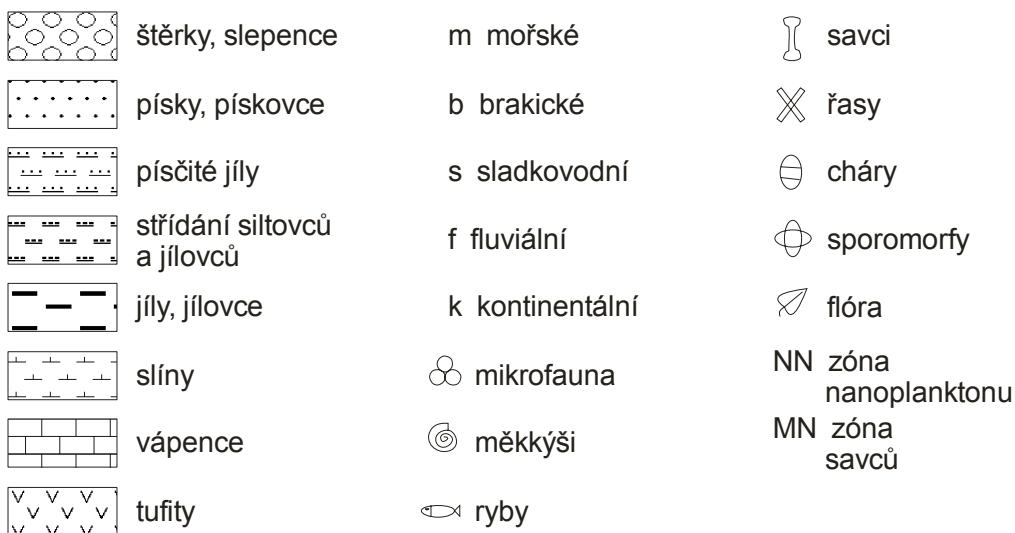 štěrky, slepence
písky, pískovce
písčité jíly
střídání siltovců
a jílovců
jíly, jílovce
slíny
vápence
tufity
m mořské
b brakické
s sladkovodní
f fluviální
k kontinentální
mikrofauna
měkkýši
ryby
savci
řasy
cháry
sporomorfy
flóra
NN zóna
nanoplanktonu
MN zóna
savců